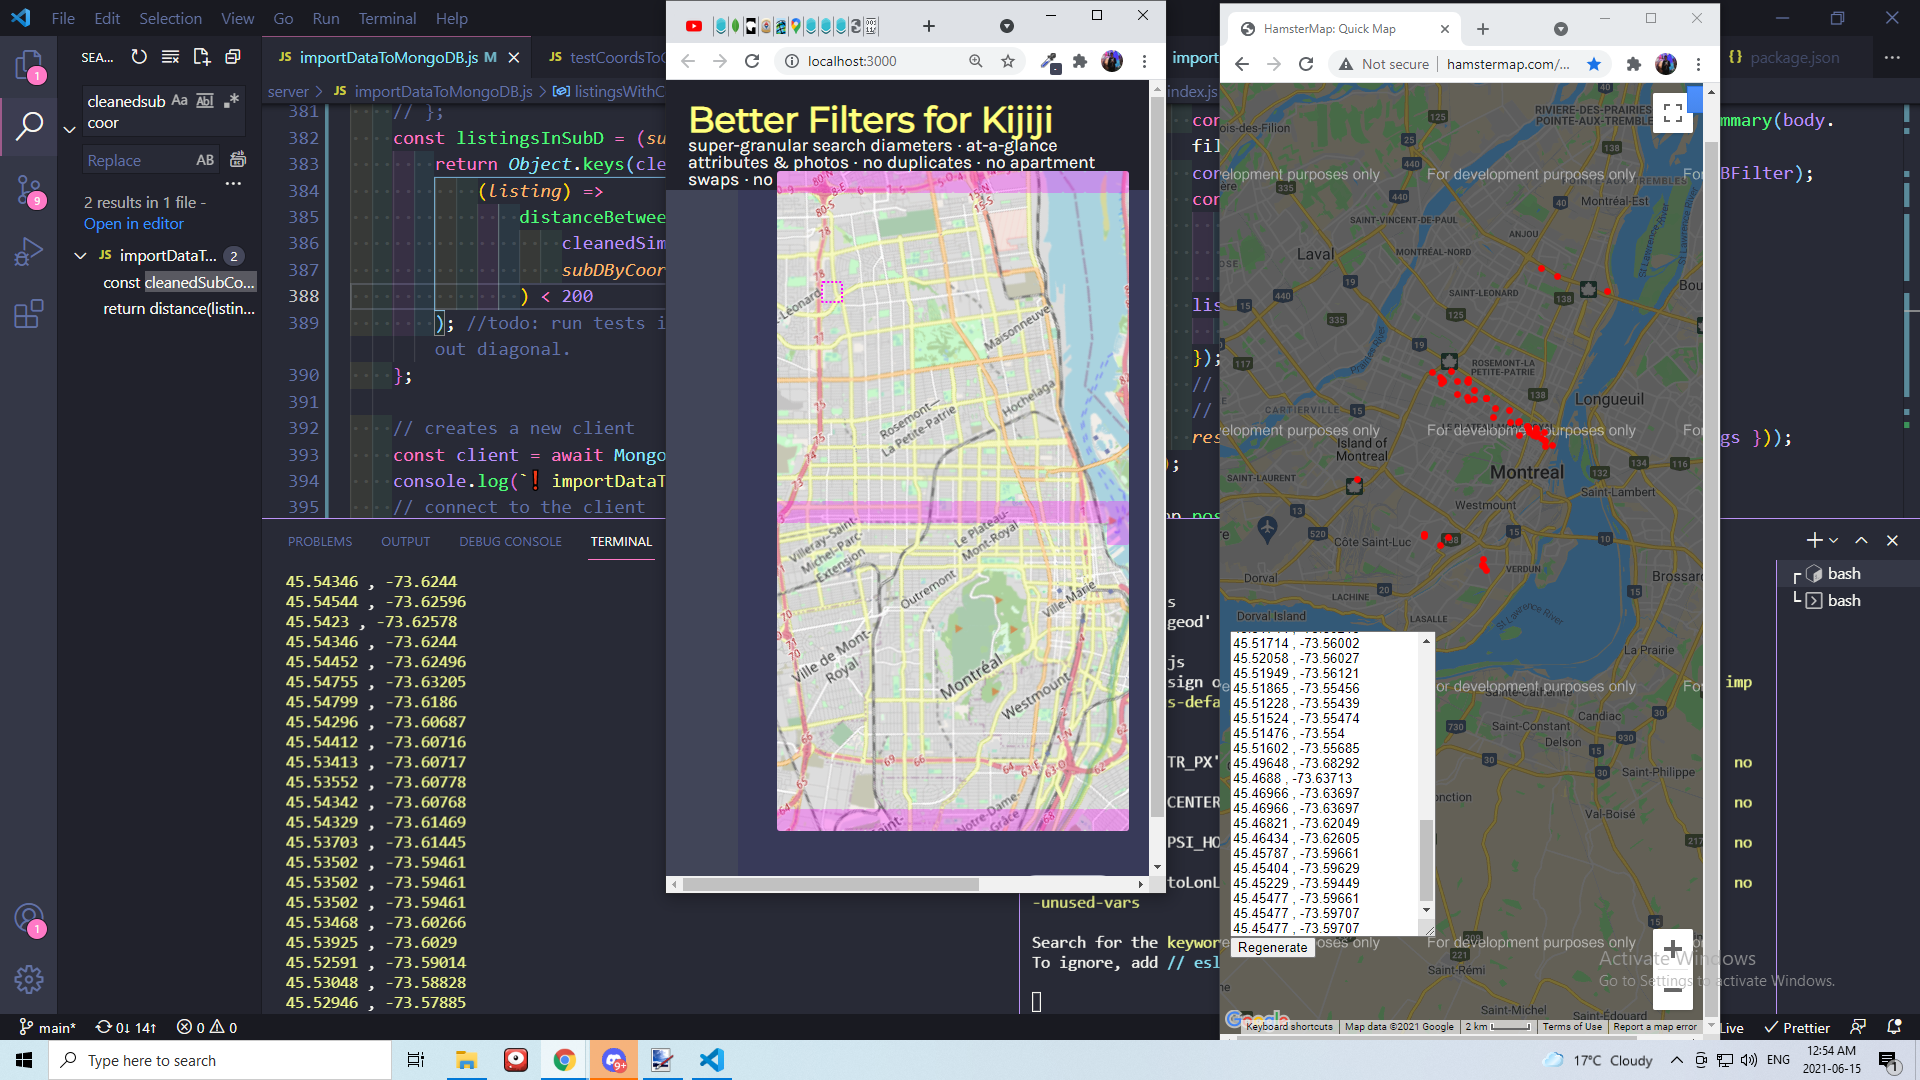 File Edit Selection View Go Run Terminal Help
SEA...
cleanedsub
coor
Aa
Replace
AB
2 results in 1 file -
Open in editor
JS importDataT... 2
const cleanedSubCo...
return distance(listin...
JS importDataToMongoDB.js M
JS testCoordsToC
server > JS importDataToMongoDB.js > listingsWithC
381 // };
382 const listingsInSubD = (su
383 return Object.keys(cle
384 (listing) =>
385 distanceBetwee
386 cleanedSim
387 subDByCoor
388 ) < 200
389 ); //todo: run tests i
out diagonal.
390 };
391
392 // creates a new client
393 const client = await Mongo
394 console.log(`❗ importDataT
395 // connect to the client
PROBLEMS OUTPUT DEBUG CONSOLE TERMINAL
45.54346 , -73.6244
45.54544 , -73.62596
45.5423 , -73.62578
45.54346 , -73.6244
45.54452 , -73.62496
45.54755 , -73.63205
45.54799 , -73.6186
45.54296 , -73.60687
45.54412 , -73.60716
45.53413 , -73.60717
45.53552 , -73.60778
45.54342 , -73.60768
45.54329 , -73.61469
45.53703 , -73.61445
45.53502 , -73.59461
45.53502 , -73.59461
45.53502 , -73.59461
45.53468 , -73.60266
45.53925 , -73.6029
45.52591 , -73.59014
45.53048 , -73.58828
45.52946 , -73.57885
main* 0↓ 14↑ 0 0
localhost:3000
Better Filters for Kijiji
super-granular search diameters · at-a-glance
attributes & photos · no duplicates · no apartment
swaps · no
Maisonneuve
Hochelaga
Rosemont—
La Petite-Patrie
Villeray-Saint-
Michel-Parc-
Extension
Le Plateau-
Mont-Royal
Outremont
Ville-Marie
Ville de Mont-
Royal
Montréal
Westmount
Notre-Dame-
Grâce
-unused-vars
Search for the keywor
To ignore, add // esl
import
index.js
package.json
mmary(body.
BFilter);
gs }));
bash
bash
imp
no
no
no
no
Live Prettier
HamsterMap: Quick Map
Not secure | hamstermap.com/...
RIVIERE-DES-PRAIRIES
POINTE-AUX-TREMBLES
For development purposes only
Montréal-Est
SAINT-VINCENT-DE-PAUL
ANJOU
Laval
MONTRÉAL-NORD
SAINT-LEONARD
ROSEMONT-LA
PETITE-PATRIE
CARTIERVILLE
Longueuil
For development purposes only
Island of
Montreal
Montreal
SAINT-LAURENT
Saint-Lambert
Westmount
Côte Saint-Luc
VERDUN
Dorval
LACHINE
Brossar
Dorval Island
LASALLE
St. Lawrence River
La Prairie
45.51714 , -73.56002
45.52058 , -73.56027
45.51949 , -73.56121
45.51865 , -73.55456
45.51228 , -73.55439
45.51524 , -73.55474
45.51476 , -73.554
45.51602 , -73.55685
45.49648 , -73.68292
45.4688 , -73.63713
45.46966 , -73.63697
45.46966 , -73.63697
45.46821 , -73.62049
45.46434 , -73.62605
45.45787 , -73.59661
45.45404 , -73.59629
45.45229 , -73.59449
45.45477 , -73.59661
45.45477 , -73.59707
45.45477 , -73.59707
Regenerate
Saint-Constant
Candiac
Delson
Saint-Philippe
Val-Boisé
For development purposes only
Saint-Rémi
Saint-Michel
Saint-Édouard
Activate Windows
Go to Settings to activate Windows.
Google
Keyboard shortcuts Map data ©2021 Google 2 km Terms of Use Report a map error
Type here to search
17°C Cloudy
ENG
12:54 AM
2021-06-15